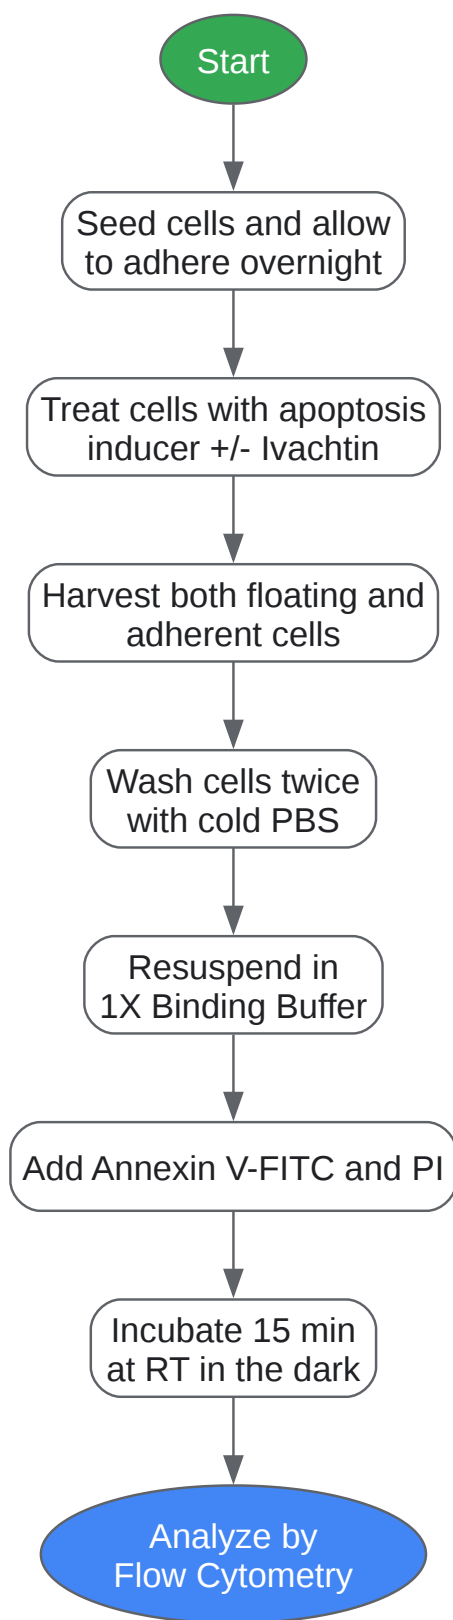 Start
Seed cells and allow
to adhere overnight
Treat cells with apoptosis
inducer +/- Ivachtin
Harvest both floating and
adherent cells
Wash cells twice
with cold PBS
Resuspend in
1X Binding Buffer
Add Annexin V-FITC and PI
Incubate 15 min
at RT in the dark
Analyze by
Flow Cytometry